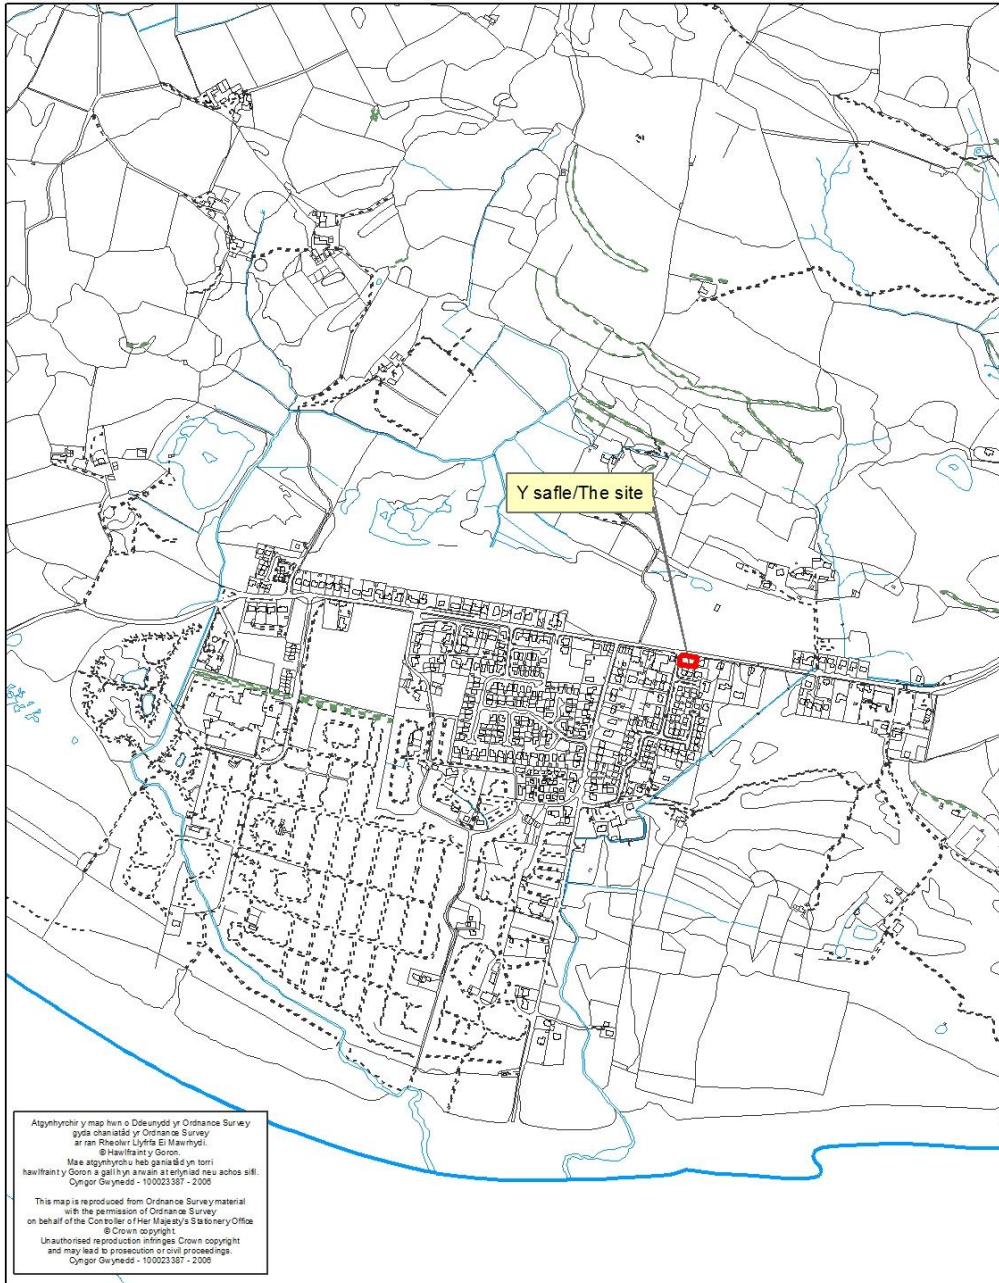 Y safle/The site
Atgynhyrchir y map hwn o Ddeunydd yr Ordnance Survey
gyda chaniatâd yr Ordnance Survey
ar ran Rheolwr Llyfrfa Ei Mawrhydi.
© Hawlfraint y Goron.
Mae atgynhyrchu heb ganiatâd yn torri
hawlfraint y Goron a gall hyn arwain at erlyniad neu achos sifil.
Cyngor Gwynedd - 100023387 - 2006
This map is reproduced from Ordnance Survey material
with the permission of Ordnance Survey
on behalf of the Controller of Her Majesty's Stationery Office
© Crown copyright.
Unauthorised reproduction infringes Crown copyright
and may lead to prosecution or civil proceedings.
Cyngor Gwynedd - 100023387 - 2006